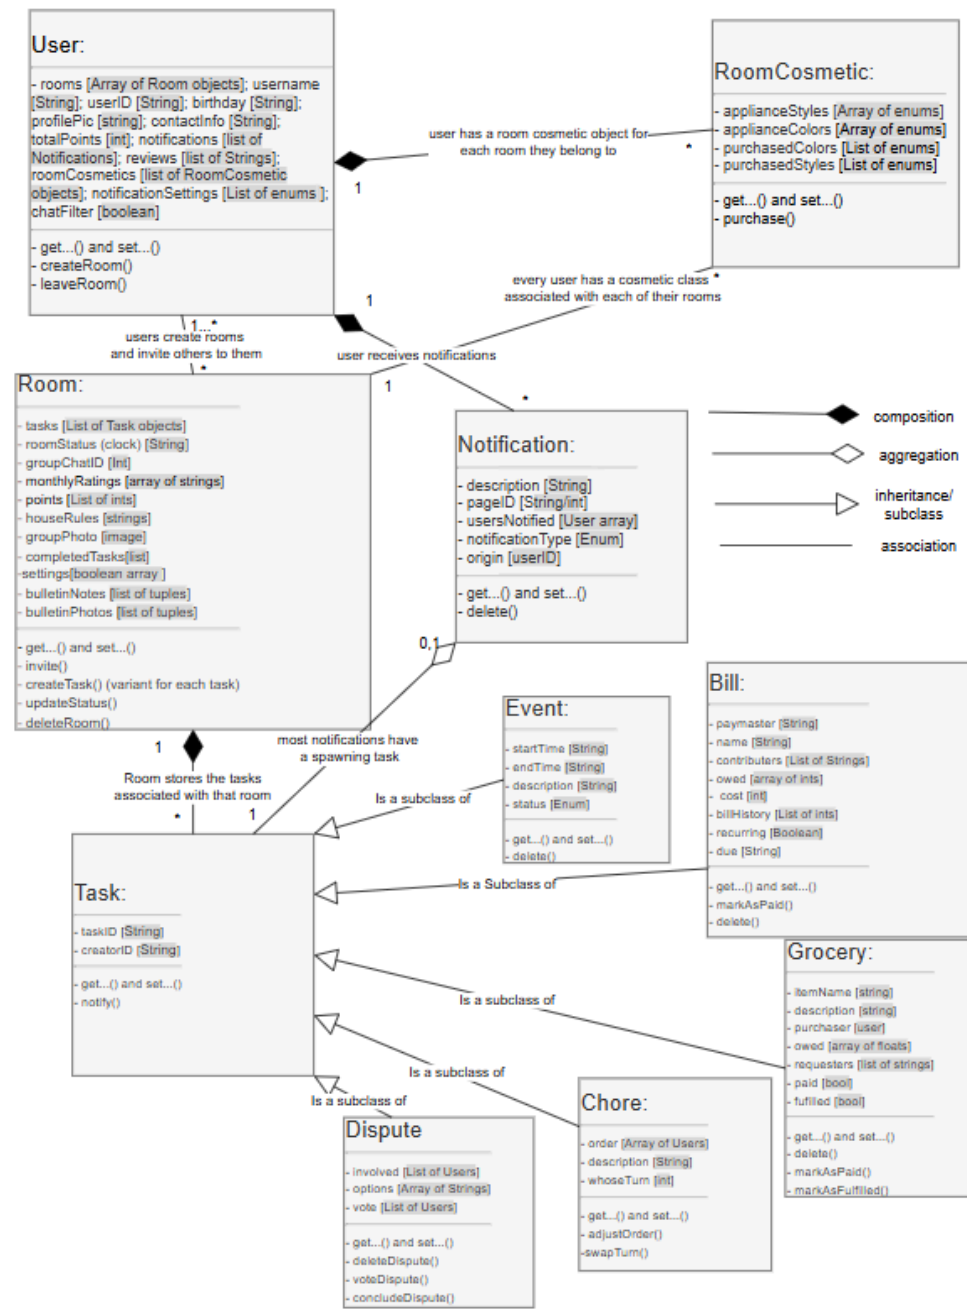 User:
- rooms [Array of Room objects]; username
[String]; userID [String]; birthday [String];
profilePic [string]; contactInfo [String];
totalPoints [int]; notifications [list of
Notifications]; reviews [list of Strings];
roomCosmetics [list of RoomCosmetic
objects]; notificationSettings [List of enums ];
chatFilter [boolean]
- get...() and set...()
- createRoom()
- leaveRoom()
RoomCosmetic:
- applianceStyles [Array of enums]
- applianceColors [Array of enums]
- purchasedColors [List of enums]
- purchasedStyles [List of enums]
- get...() and set...()
- purchase()
user has a room cosmetic object for
each room they belong to
*
1
every user has a cosmetic class *
associated with each of their rooms
1
1...*
users create rooms
and invite others to them
*
user receives notifications
1
*
Room:
- tasks [List of Task objects]
- roomStatus (clock) [String]
- groupChatID [Int]
- monthlyRatings [array of strings]
- points [List of ints]
- houseRules [strings]
- groupPhoto [image]
- completedTasks[list]
-settings[boolean array ]
- bulletinNotes [list of tuples]
- bulletinPhotos [list of tuples]
- get...() and set...()
- invite()
- createTask() (variant for each task)
- updateStatus()
- deleteRoom()
Notification:
- description [String]
- pageID [String/int]
- usersNotified [User array]
- notificationType [Enum]
- origin [userID]
- get...() and set...()
- delete()
composition
aggregation
inheritance/
subclass
association
0,1
most notifications have
a spawning task
1
1
Room stores the tasks
associated with that room
*
Event:
- startTime [String]
- endTime [String]
- description [String]
- status [Enum]
- get...() and set...()
- delete()
Bill:
- paymaster [String]
- name [String]
- contributers [List of Strings]
- owed [array of ints]
- cost [int]
- billHistory [List of ints]
- recurring [Boolean]
- due [String]
- get...() and set...()
- markAsPaid()
- delete()
Is a subclass of
Is a Subclass of
Is a subclass of
Is a subclass of
Is a subclass of
Task:
- taskID [String]
- creatorID [String]
- get...() and set...()
- notify()
Grocery:
- itemName [string]
- description [string]
- purchaser [user]
- owed [array of floats]
- requesters [list of strings]
- paid [bool]
- fufilled [bool]
- get...() and set...()
- delete()
- markAsPaid()
- markAsFulfilled()
Chore:
- order [Array of Users]
- description [String]
- whoseTurn [int]
- get...() and set...()
- adjustOrder()
-swapTurn()
Dispute
- involved [List of Users]
- options [Array of Strings]
- vote [List of Users]
- get...() and set...()
- deleteDispute()
- voteDispute()
- concludeDispute()